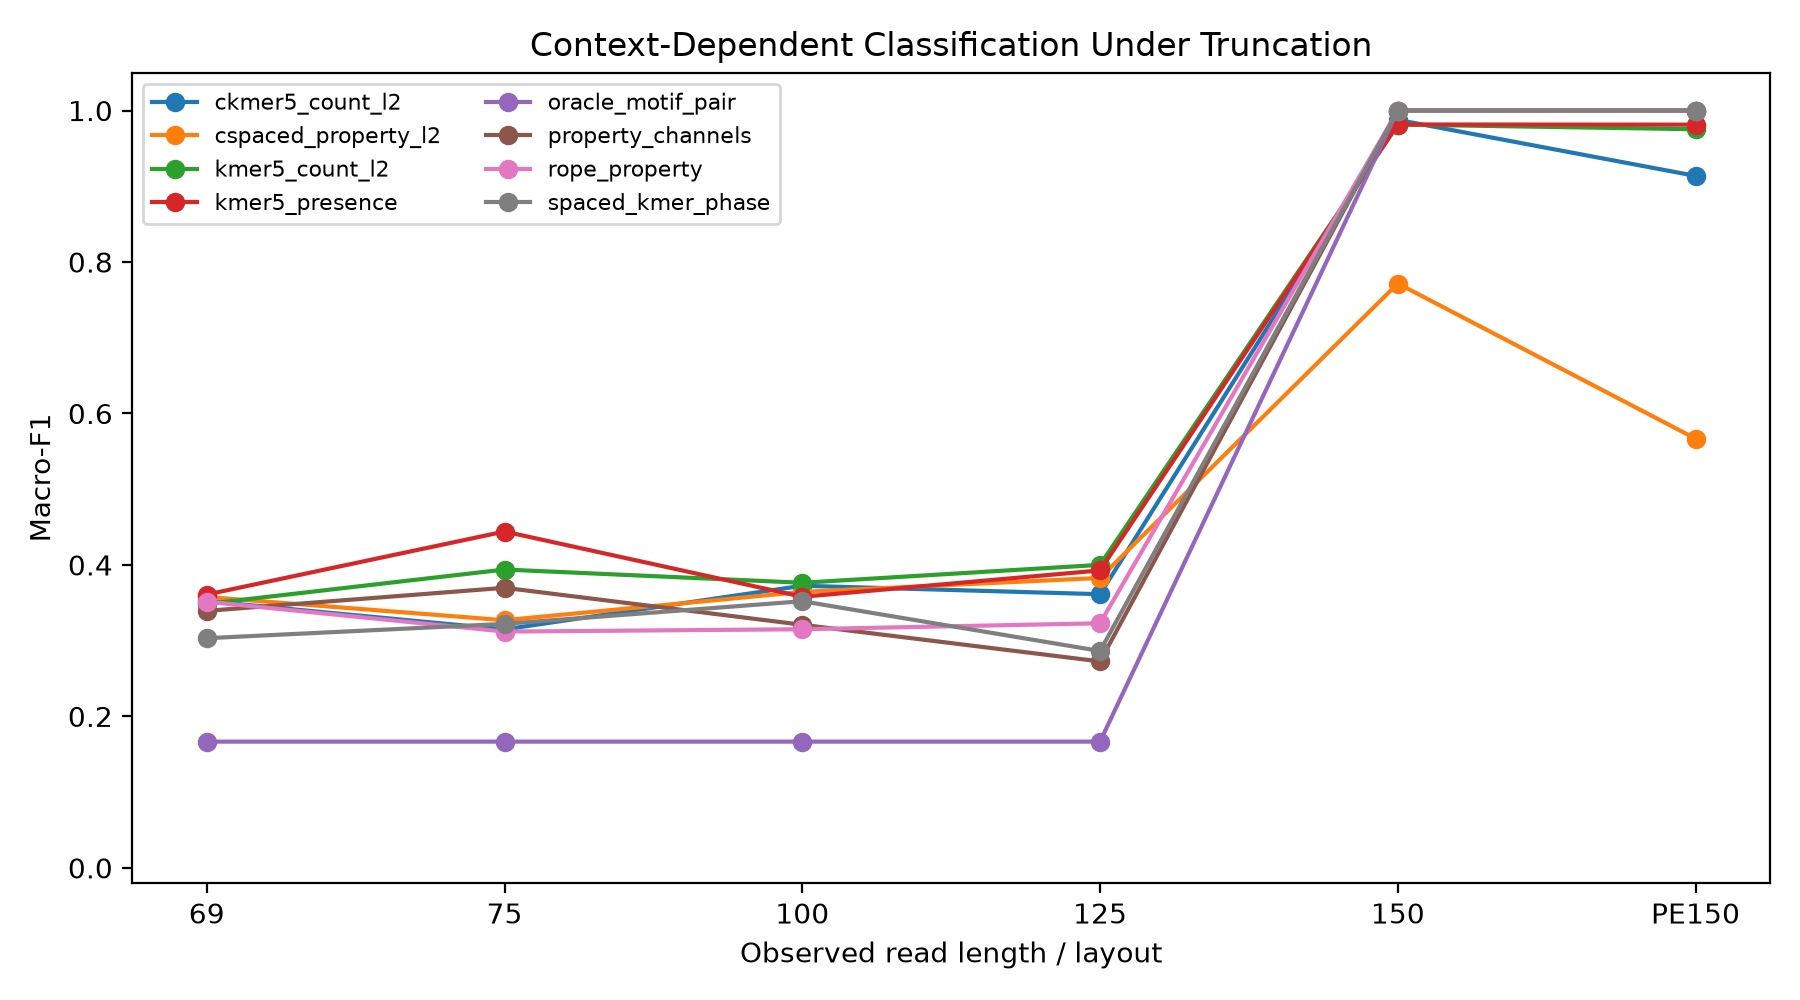 Context-Dependent Classification Under Truncation
ckmer5_count_l2
cspaced_property_l2
kmer5_count_l2
kmer5_presence
oracle_motif_pair
property_channels
rope_property
spaced_kmer_phase
Macro-F1
1.0
0.8
0.6
0.4
0.2
0.0
69 75 100 125 150 PE150
Observed read length / layout